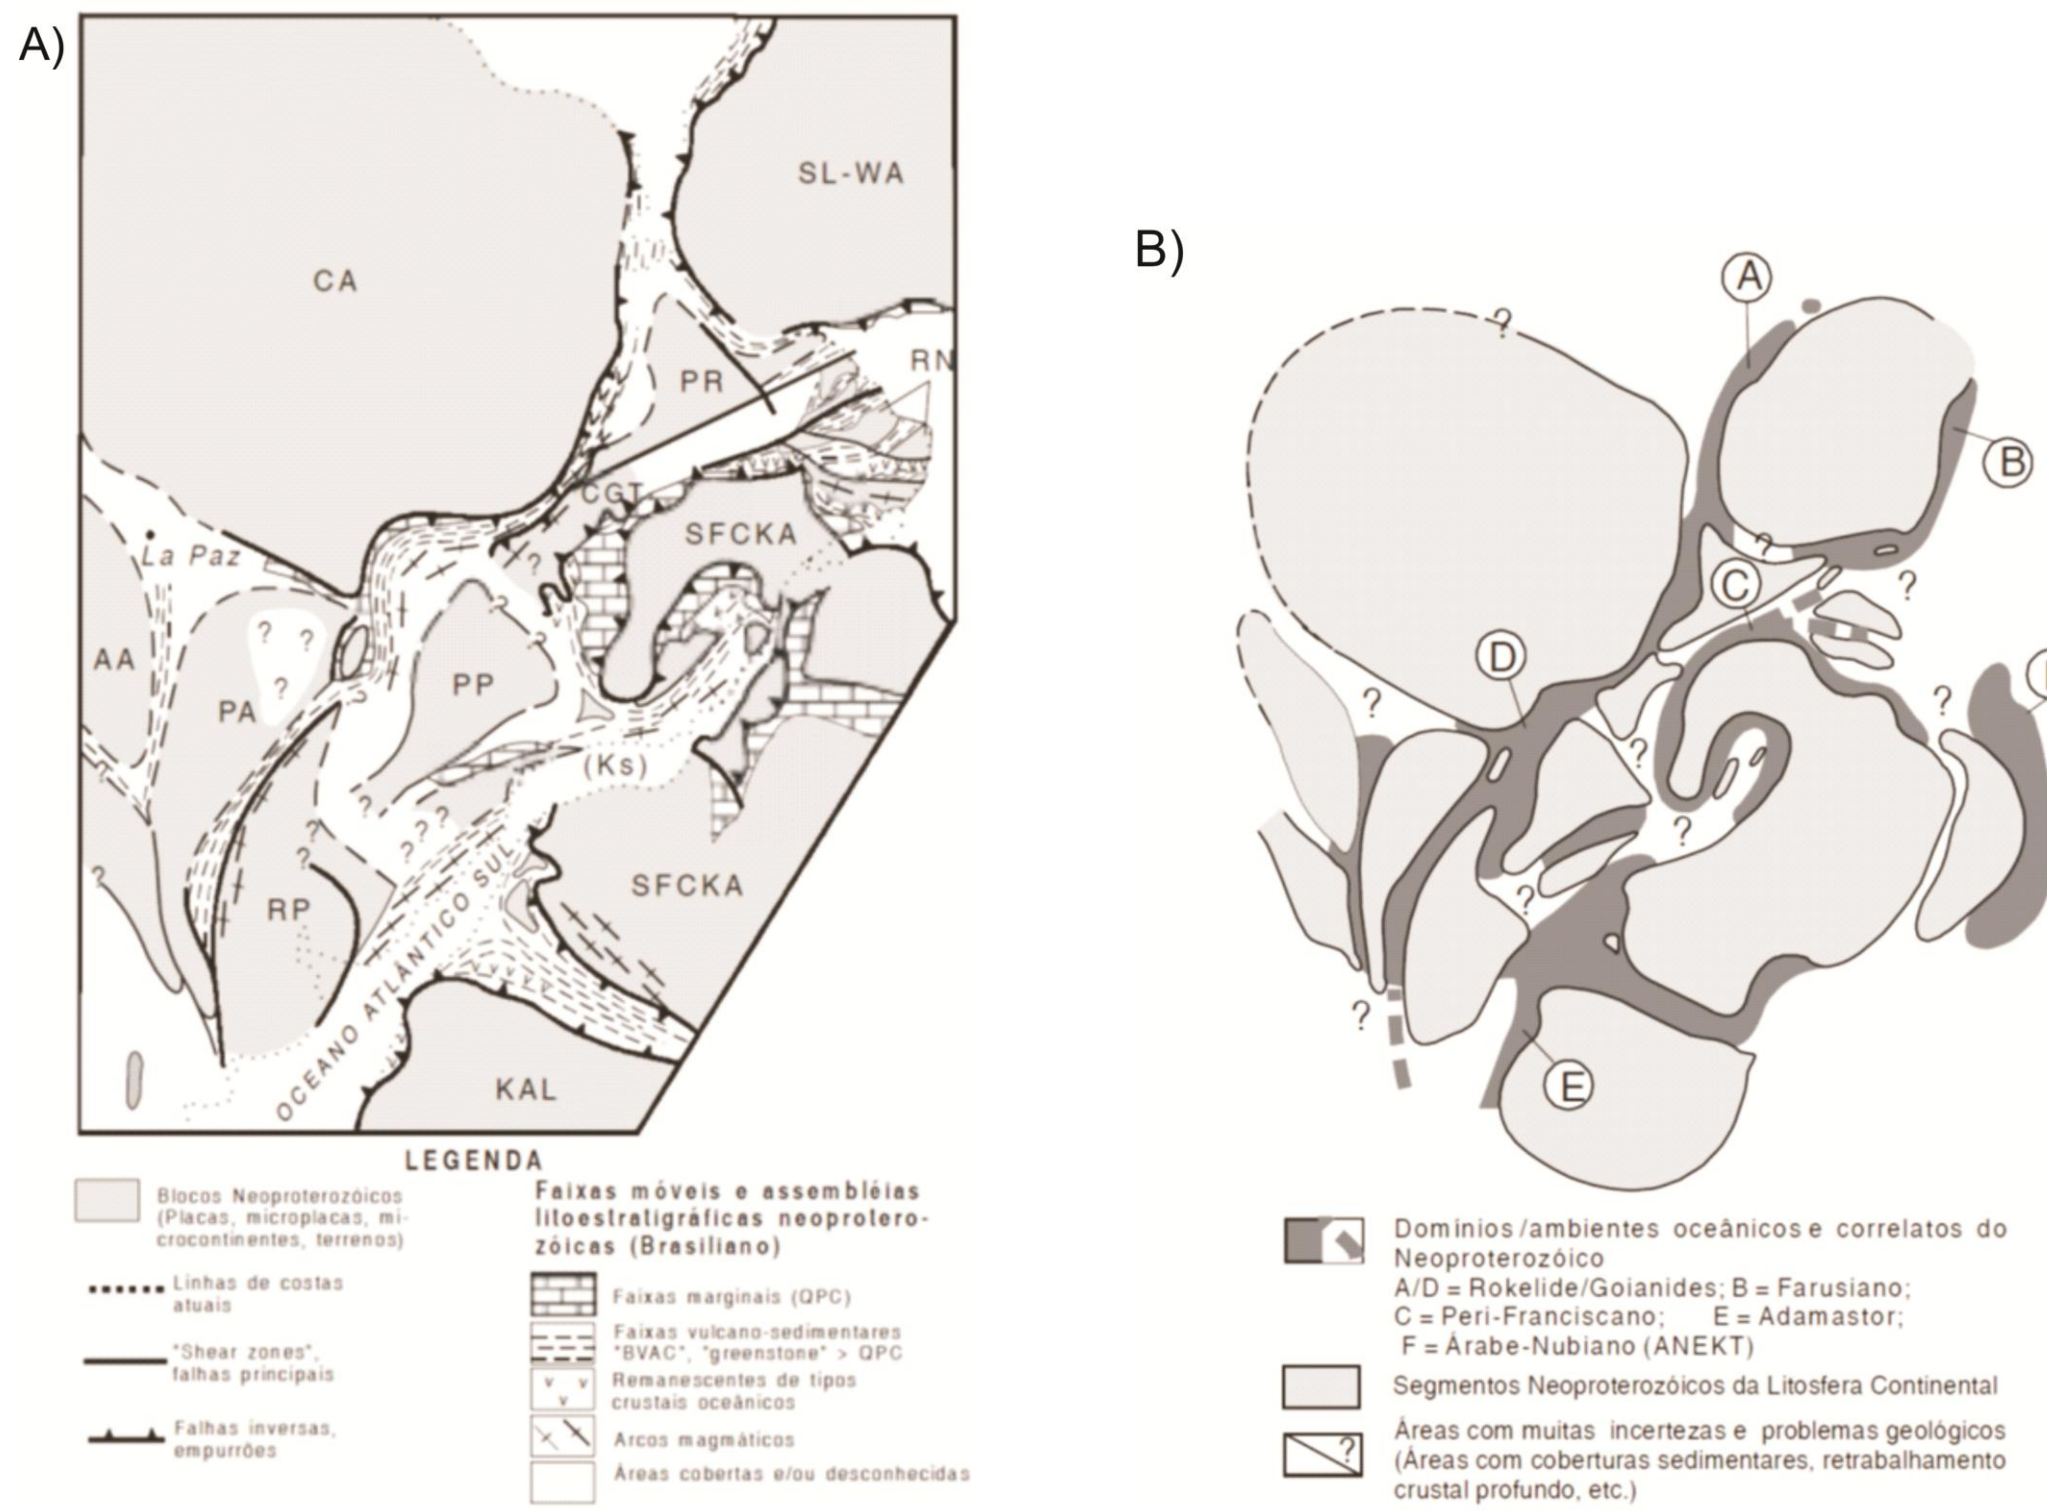 A)
CA
SL-WA
RN
PR
CGT
SFCKA
La Paz
? ?
?
?
?
AA
? ?
?
PP
PA
?
(Ks)
?
?
? ?
?
?
?
?
SFCKA
RP
OCEANO ATLÂNTICO SUL
KAL
LEGENDA
Blocos Neoproterozóicos
(Placas, microplacas, mi-
crocontinentes, terrenos)
Linhas de costas
atuais
"Shear zones",
falhas principais
Falhas inversas,
empurrões
Faixas móveis e assembléias
litoestratigráficas neoprotero-
zóicas (Brasiliano)
Faixas marginais (QPC)
Faixas vulcano-sedimentares
"BVAC", "greenstone" > QPC
Remanescentes de tipos
crustais oceânicos
Arcos magmáticos
Áreas cobertas e/ou desconhecidas
B)
A
?
B
?
C
?
D
?
?
?
?
?
?
E
Domínios/ambientes oceânicos e correlatos do
Neoproterozóico
A/D = Rokelide/Goianides; B = Farusiano;
C = Peri-Franciscano; E = Adamastor;
F = Árabe-Nubiano (ANEKT)
Segmentos Neoproterozóicos da Litosfera Continental
?
Áreas com muitas incertezas e problemas geológicos
(Áreas com coberturas sedimentares, retrabalhamento
crustal profundo, etc.)